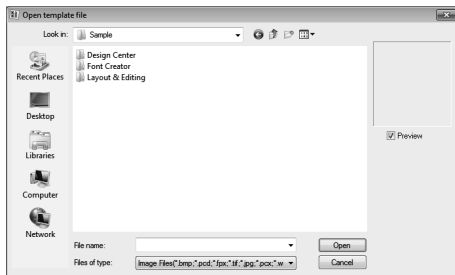 Open template file
Look in:
Sample
Design Center
Font Creator
Layout & Editing
Recent Places
Desktop
Libraries
Computer
Network
Preview
File name:
Open
Files of type:
Image Files(*.bmp;*.pcd;*.fpx;*.tif;*.jpg;*.pcx;*.w
Cancel